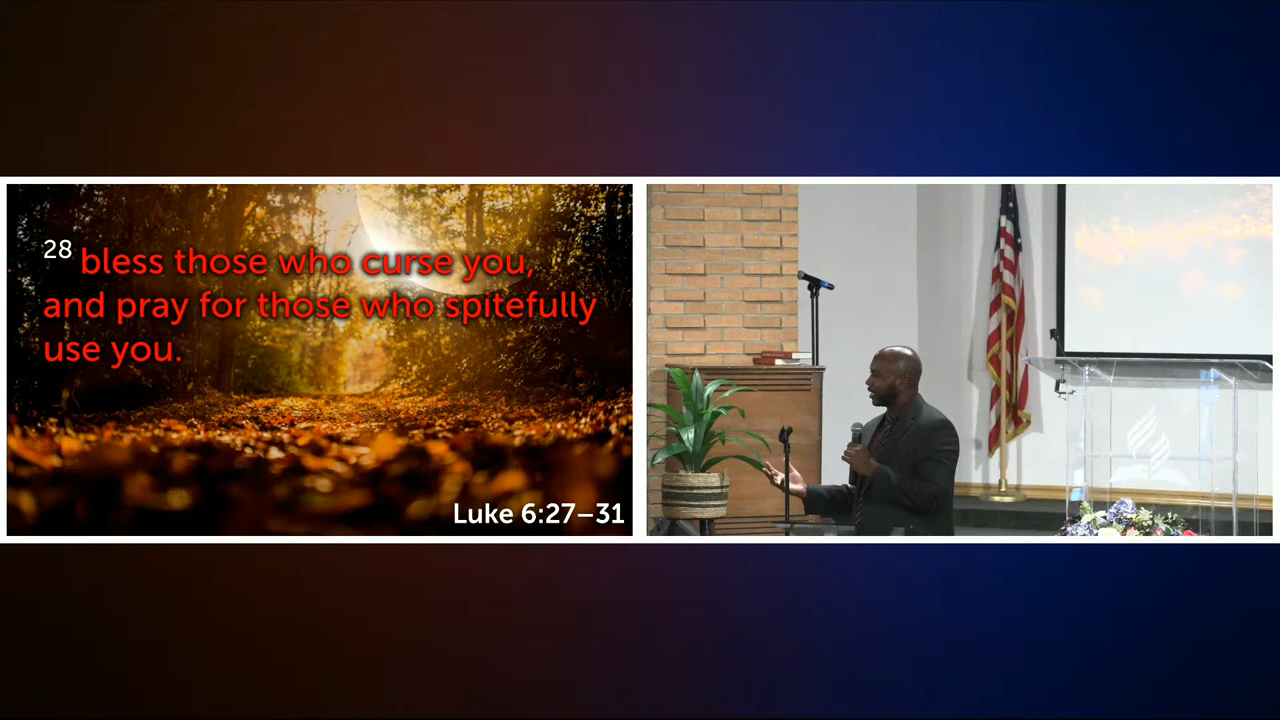 28 bless those who curse you,
and pray for those who spitefully
use you.
Luke 6:27–31